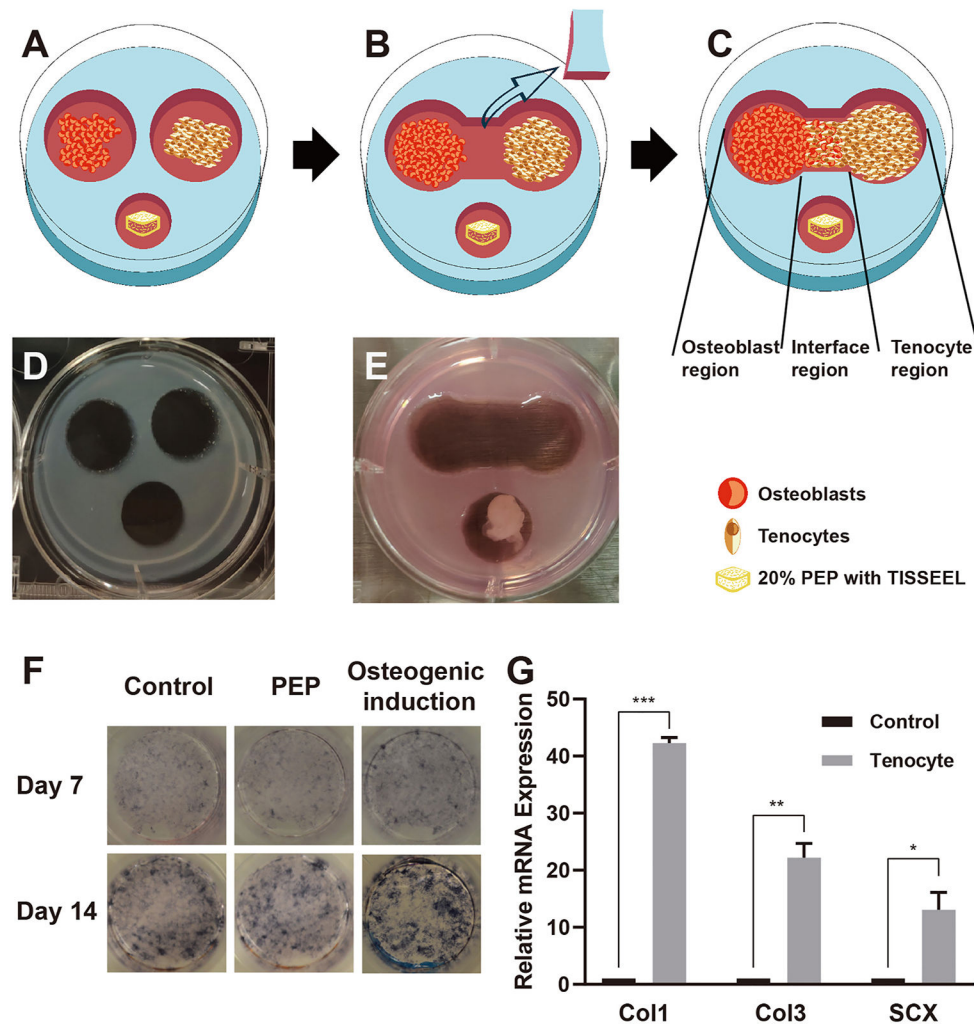 A
B
C
Osteoblast region
Interface region
Tenocyte region
D
E
Osteoblasts
Tenocytes
20% PEP with TISSEEL
F
Control
PEP
Osteogenic induction
Day 7
Day 14
G
Relative mRNA Expression
50
40
30
20
10
0
***
**
*
Control
Tenocyte
Col1
Col3
SCX